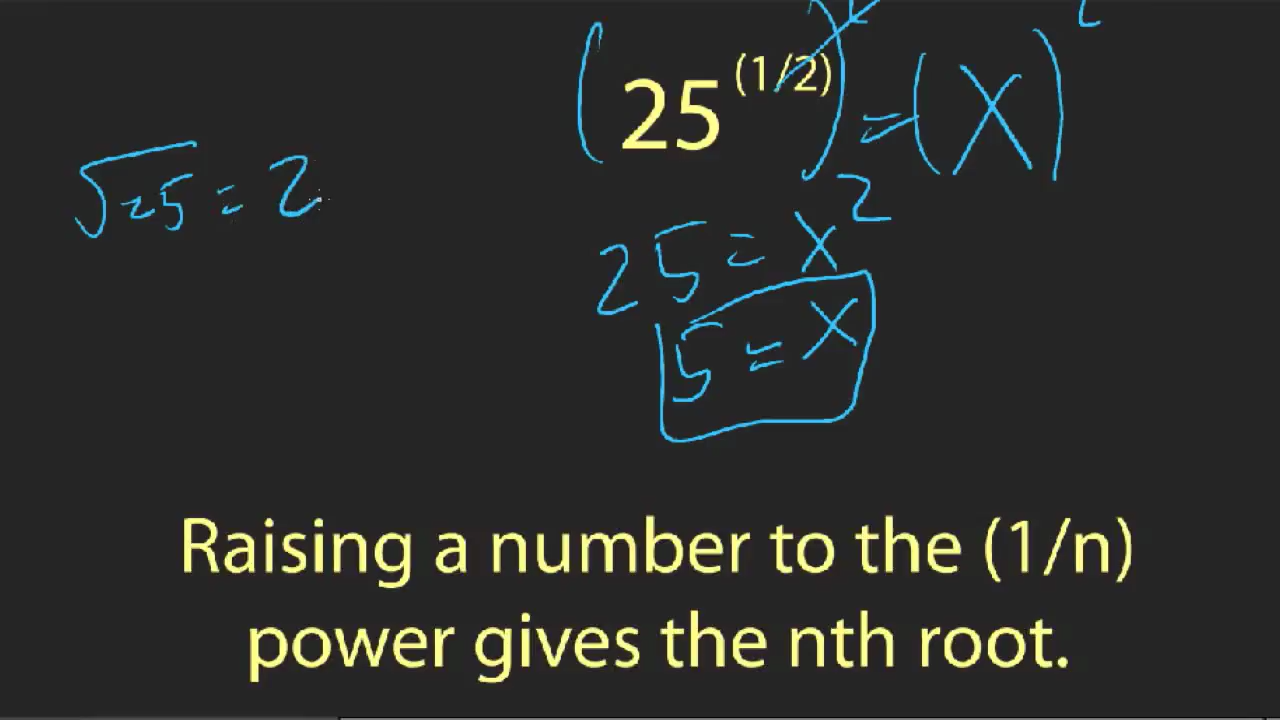 (25^(1/2))^2 = (X)^2
√25 = 2
25 = x^2
5 = x
Raising a number to the (1/n)
power gives the nth root.